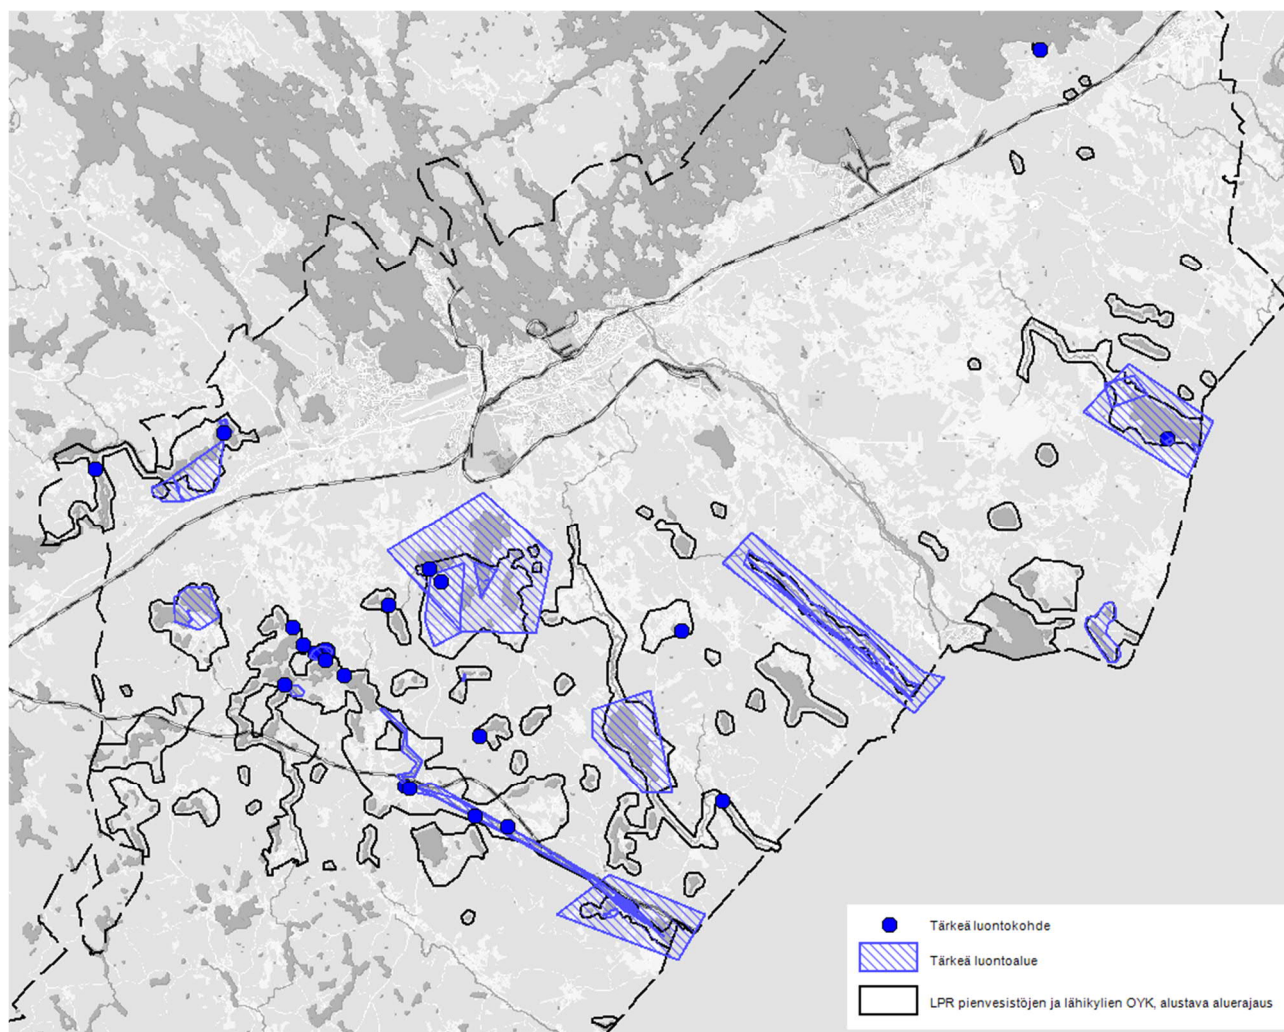 Tärkeä luontokohde
Tärkeä luontoalue
LPR pienvesistöjen ja lähikylien OYK, alustava aluerajaus